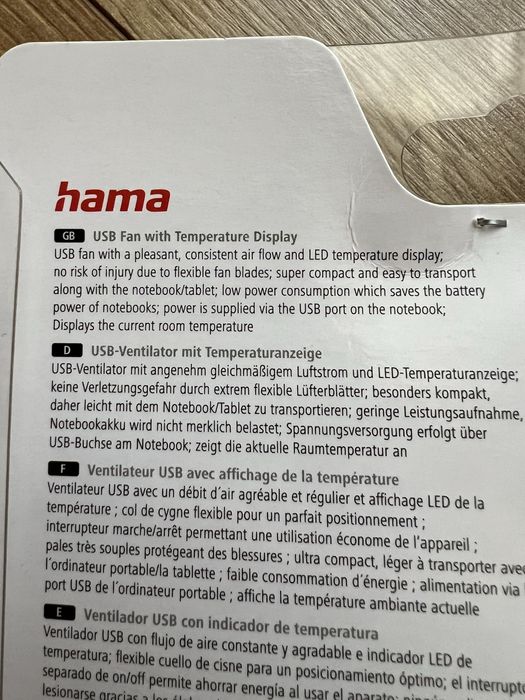 hama
GB USB Fan with Temperature Display
USB fan with a pleasant, consistent air flow and LED temperature display;
no risk of injury due to flexible fan blades; super compact and easy to transport
along with the notebook/tablet; low power consumption which saves the battery
power of notebooks; power is supplied via the USB port on the notebook;
Displays the current room temperature
D USB-Ventilator mit Temperaturanzeige
USB-Ventilator mit angenehm gleichmäßigem Luftstrom und LED-Temperaturanzeige;
keine Verletzungsgefahr durch extrem flexible Lüfterblätter; besonders kompakt,
daher leicht mit dem Notebook/Tablet zu transportieren; geringe Leistungsaufnahme,
Notebookakku wird nicht merklich belastet; Spannungsversorgung erfolgt über
USB-Buchse am Notebook; zeigt die aktuelle Raumtemperatur an
F Ventilateur USB avec affichage de la température
Ventilateur USB avec un débit d´air agréable et régulier et affichage LED de la
température ; col de cygne flexible pour un parfait positionnement ;
interrupteur marche/arrêt permettant une utilisation économe de l´appareil ;
pales très souples protégeant des blessures ; ultra compact, léger à transporter avec
l´ordinateur portable/la tablette ; faible consommation d´énergie ; alimentation via
port USB de l´ordinateur portable ; affiche la température ambiante actuelle
E Ventilador USB con indicador de temperatura
Ventilador USB con flujo de aire constante y agradable e indicador LED de
temperatura; flexible cuello de cisne para un posicionamiento óptimo; el interrupt
separado de on/off permite ahorrar energía al usar el aparato;
lesionarse gracias a